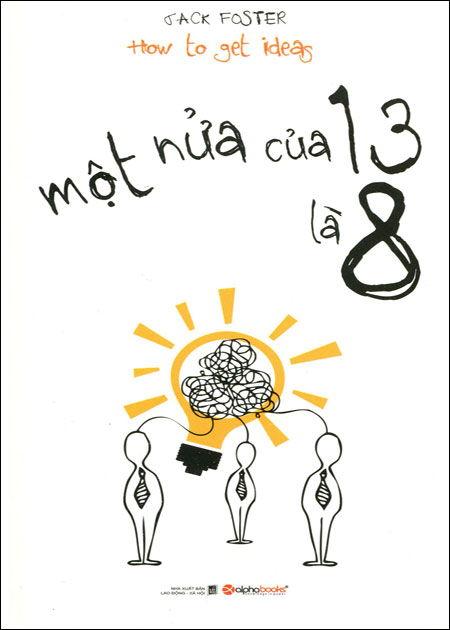 JACK FOSTER
How to get ideas
một nửa của 13
là 8
NHÀ XUẤT BẢN
LAO ĐỘNG - XÃ HỘI
alphabooks